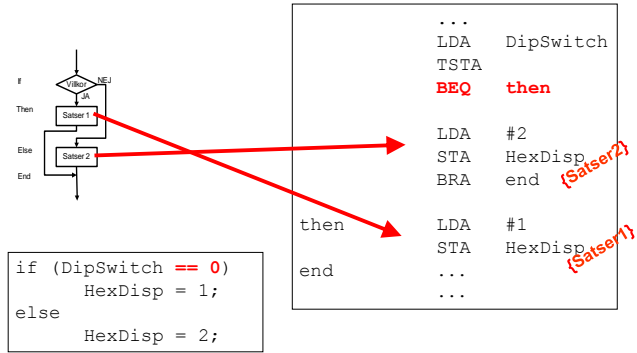 If
Villkor
NEJ
JA
Then
Satser 1
Else
Satser 2
End
if (DipSwitch == 0)
HexDisp = 1;
else
HexDisp = 2;
...
LDA DipSwitch
TSTA
BEQ then
LDA #2
STA HexDisp
BRA end {Satser2}
then LDA #1
STA HexDisp {Satser1}
end ...
...